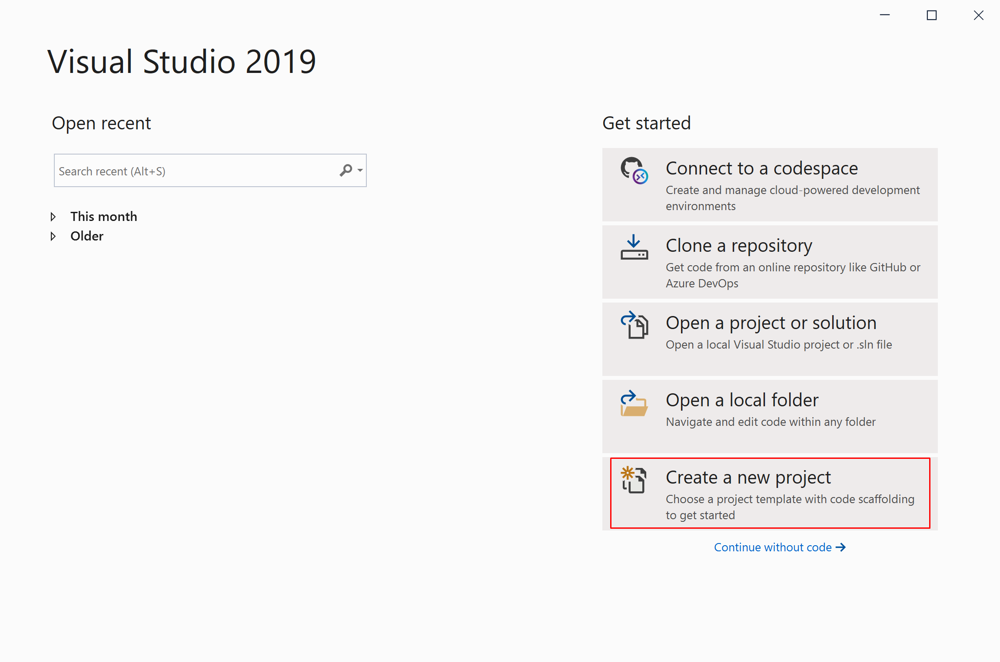 Visual Studio 2019
Open recent
Search recent (Alt+S)
This month
Older
Get started
Connect to a codespace
Create and manage cloud-powered development
environments
Clone a repository
Get code from an online repository like GitHub or
Azure DevOps
Open a project or solution
Open a local Visual Studio project or .sln file
Open a local folder
Navigate and edit code within any folder
Create a new project
Choose a project template with code scaffolding
to get started
Continue without code